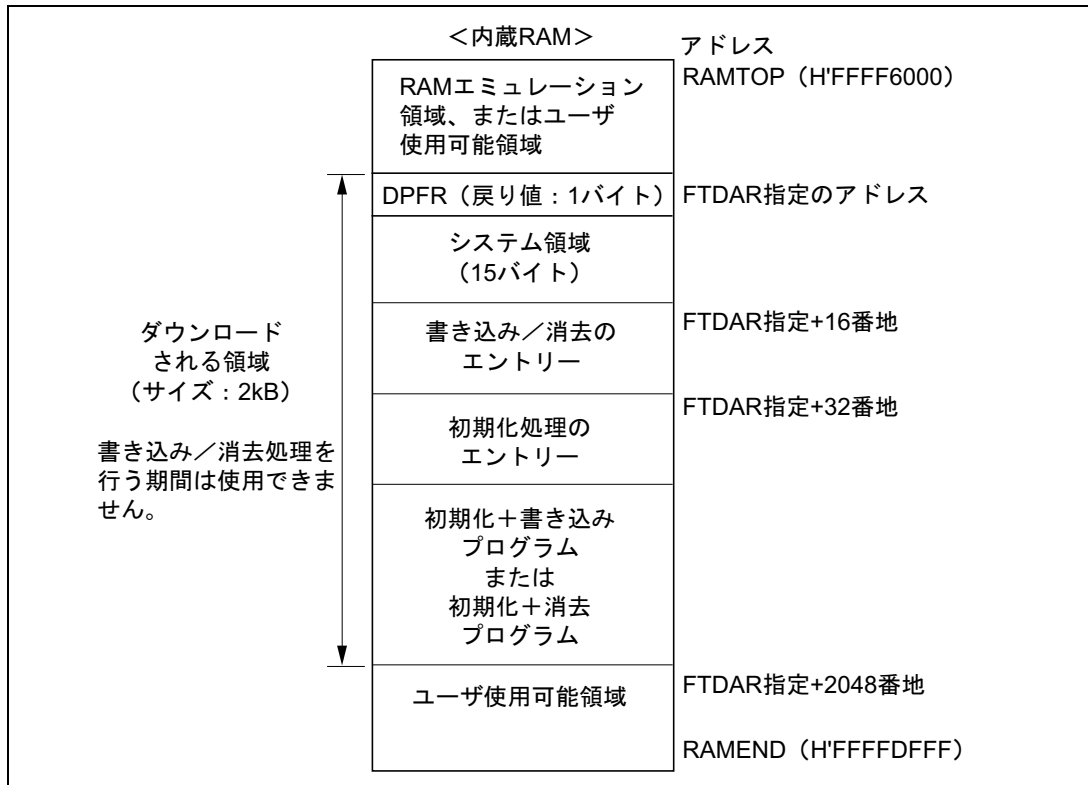 ＜内蔵RAM＞
アドレス
RAMTOP（H'FFFF6000）
RAMエミュレーション
領域、またはユーザ
使用可能領域
DPFR（戻り値：1バイト）
FTDAR指定のアドレス
システム領域
（15バイト）
書き込み／消去の
エントリー
FTDAR指定+16番地
初期化処理の
エントリー
FTDAR指定+32番地
ダウンロード
される領域
（サイズ：2kB）
書き込み／消去処理を
行う期間は使用できま
せん。
初期化＋書き込み
プログラム
または
初期化＋消去
プログラム
ユーザ使用可能領域
FTDAR指定+2048番地
RAMEND（H'FFFFDFFF）